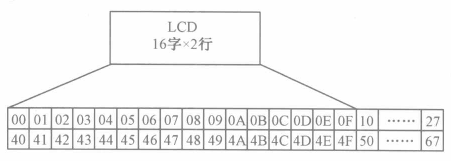 LCD
16字×2行
00 01 02 03 04 05 06 07 08 09 0A 0B 0C 0D 0E 0F 10 …… 27
40 41 42 43 44 45 46 47 48 49 4A 4B 4C 4D 4E 4F 50 …… 67